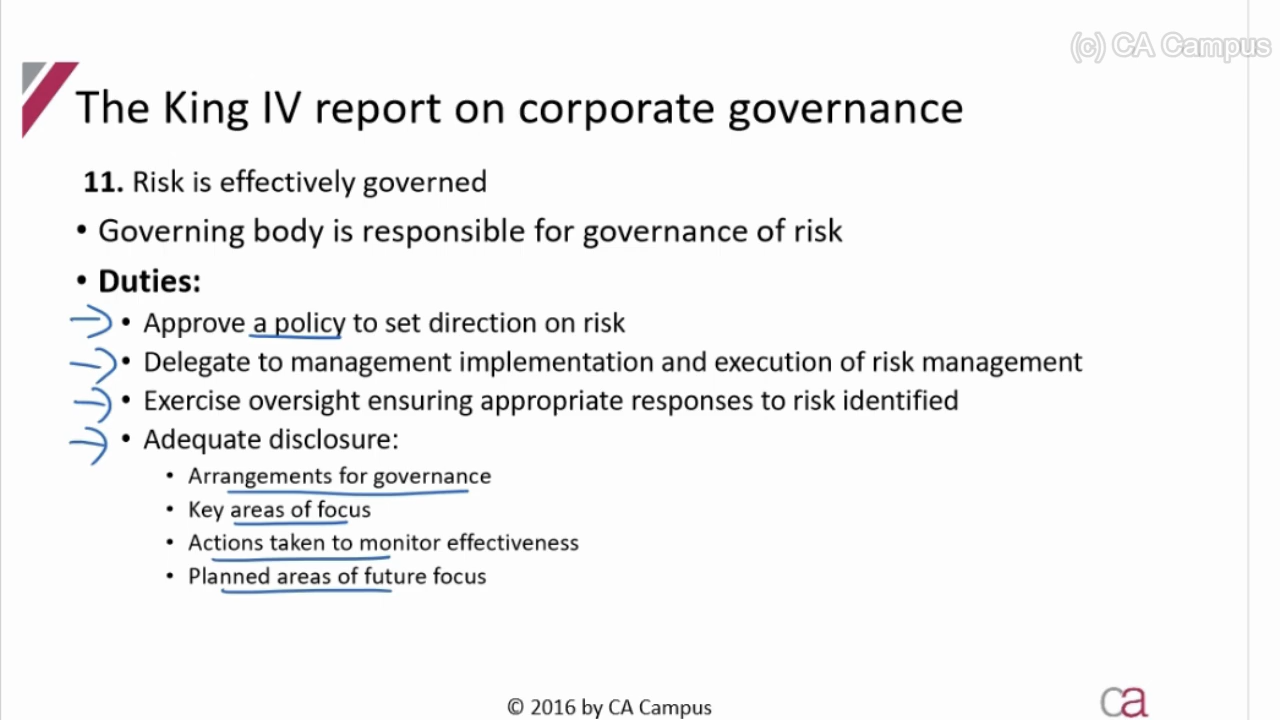 (c) CA Campus
The King IV report on corporate governance
11. Risk is effectively governed
• Governing body is responsible for governance of risk
• Duties:
• Approve a policy to set direction on risk
• Delegate to management implementation and execution of risk management
• Exercise oversight ensuring appropriate responses to risk identified
• Adequate disclosure:
• Arrangements for governance
• Key areas of focus
• Actions taken to monitor effectiveness
• Planned areas of future focus
© 2016 by CA Campus
ca